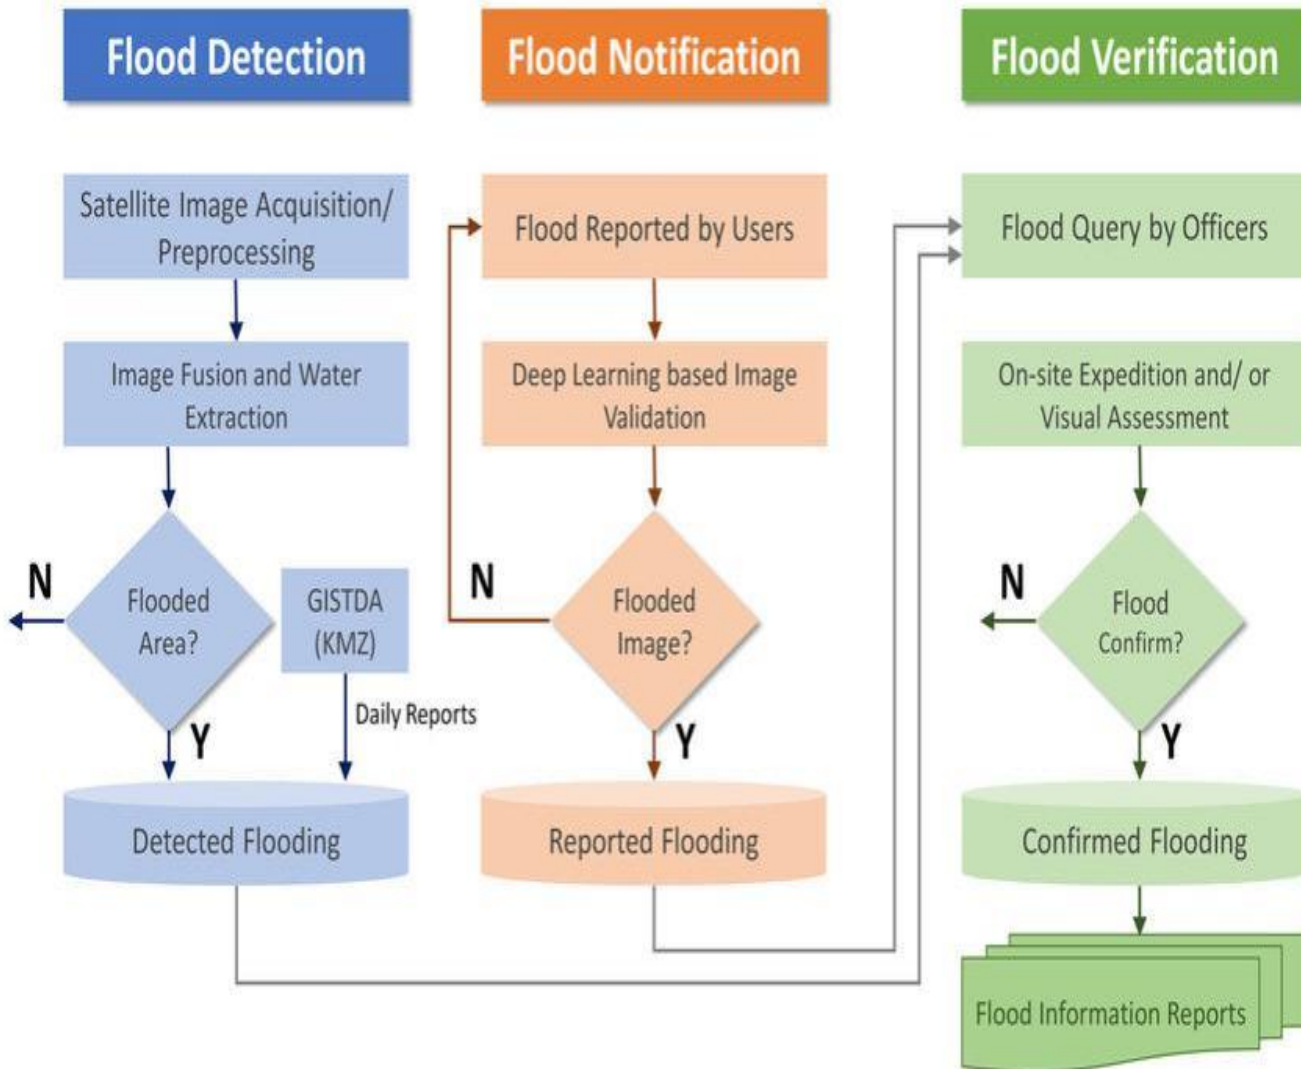 Flood Detection
Flood Notification
Flood Verification
Satellite Image Acquisition/
Preprocessing
Flood Reported by Users
Flood Query by Officers
Image Fusion and Water
Extraction
Deep Learning based Image
Validation
On-site Expedition and/ or
Visual Assessment
N
Flooded
Area?
GISTDA
(KMZ)
Daily Reports
Y
N
Flooded
Image?
Y
N
Flood
Confirm?
Y
Detected Flooding
Reported Flooding
Confirmed Flooding
Flood Information Reports